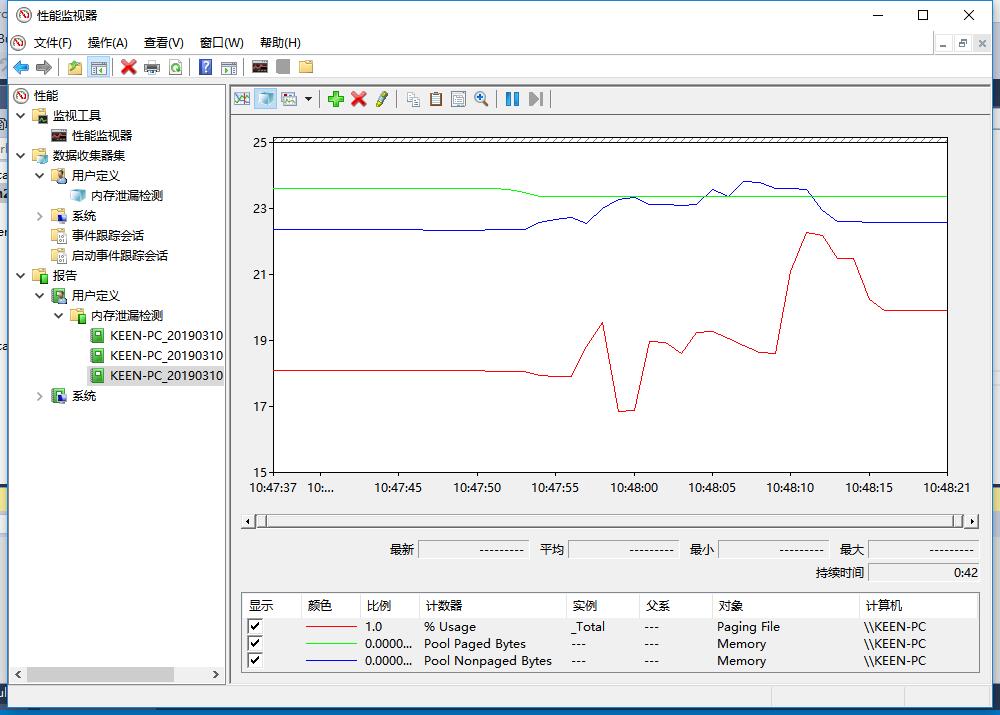 性能监视器
文件(F) 操作(A) 查看(V) 窗口(W) 帮助(H)
性能
监视工具
性能监视器
数据收集器集
用户定义
内存泄漏检测
系统
事件跟踪会话
启动事件跟踪会话
报告
用户定义
内存泄漏检测
KEEN-PC_20190310
KEEN-PC_20190310
KEEN-PC_20190310
系统
25
23
21
19
17
15
10:47:37 10:... 10:47:45 10:47:50 10:47:55 10:48:00 10:48:05 10:48:10 10:48:15 10:48:21
最新 --------- 平均 --------- 最小 --------- 最大 ---------
持续时间 0:42
显示 颜色 比例 计数器 实例 父系 对象 计算机
1.0 % Usage _Total --- Paging File \\KEEN-PC
0.0000... Pool Paged Bytes --- --- Memory \\KEEN-PC
0.0000... Pool Nonpaged Bytes --- --- Memory \\KEEN-PC